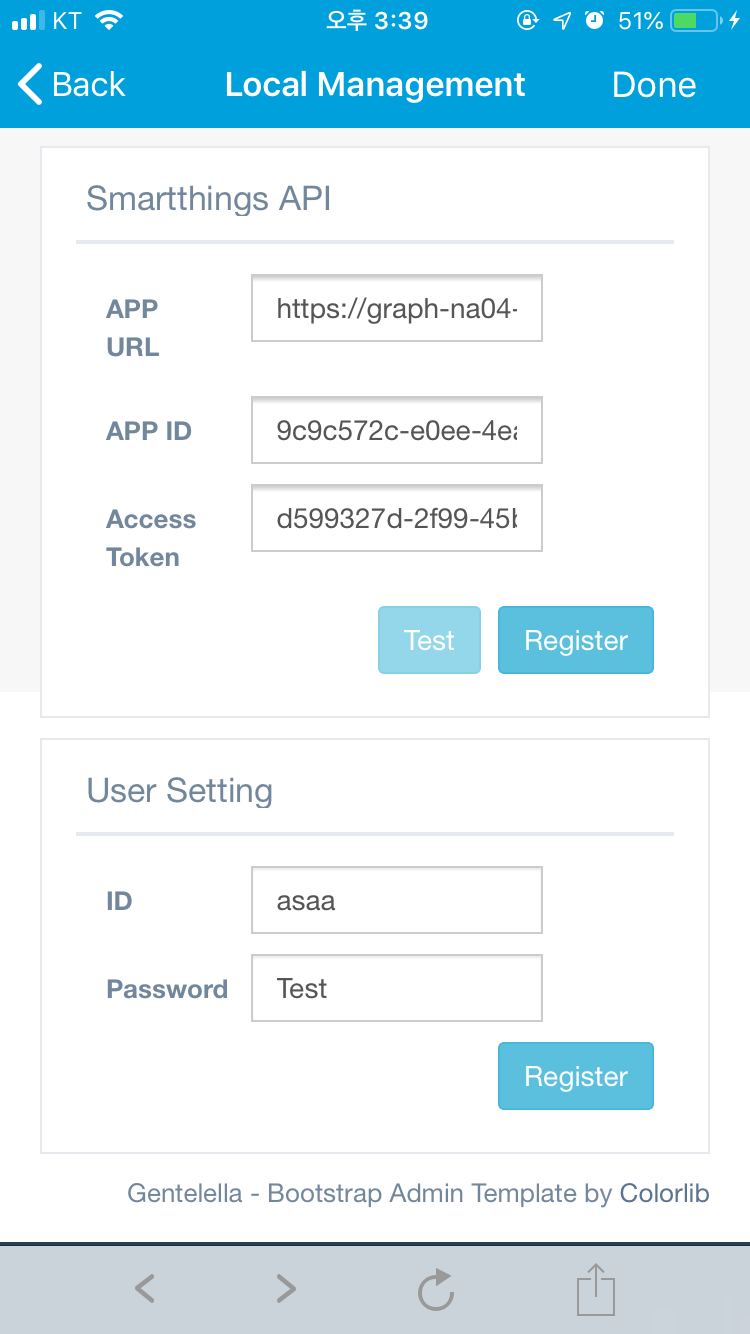 KT 오후 3:39 51%
Back Local Management Done
Smartthings API
APP
URL
https://graph-na04-
APP ID 9c9c572c-e0ee-4ea
Access
Token
d599327d-2f99-45b
Test Register
User Setting
ID asaa
Password Test
Register
Gentelella - Bootstrap Admin Template by Colorlib